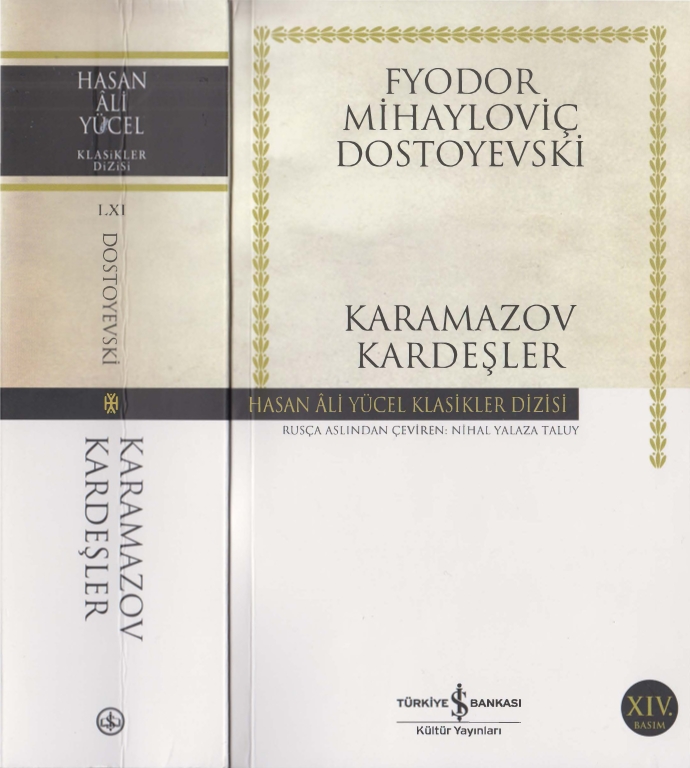 HASAN
ÂLİ
YÜCEL
KLASİKLER
DİZİSİ
LXI
DOSTOYEVSKİ
KARAMAZOV
KARDEŞLER
FYODOR
MİHAYLOVİÇ
DOSTOYEVSKİ
KARAMAZOV
KARDEŞLER
HASAN ÂLİ YÜCEL KLASİKLER DİZİSİ
RUSÇA ASLINDAN ÇEVİREN: NİHAL YALAZA TALUY
TÜRKİYE İŞ BANKASI
Kültür Yayınları
XIV.
BASIM